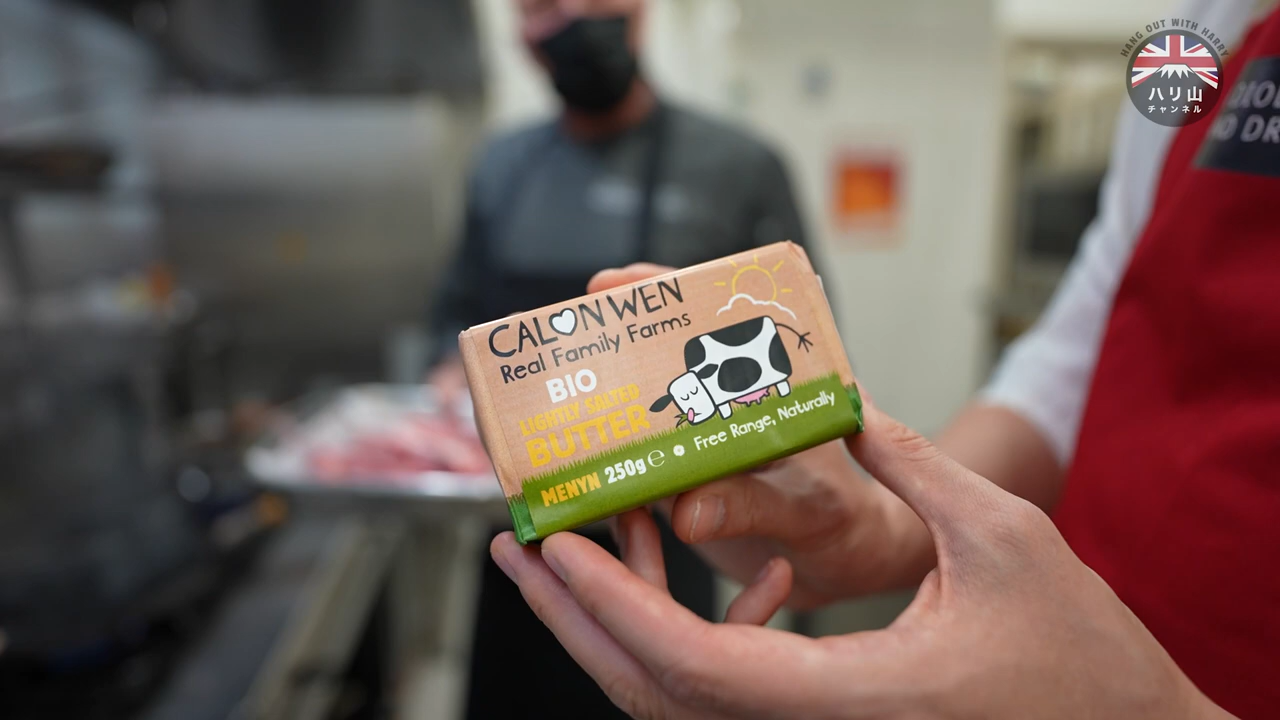 HANG OUT WITH HARRY
ハリ山
チャンネル
CALON WEN
Real Family Farms
BIO
LIGHTLY SALTED
BUTTER
MENYN 250g℮ Free Range, Naturally